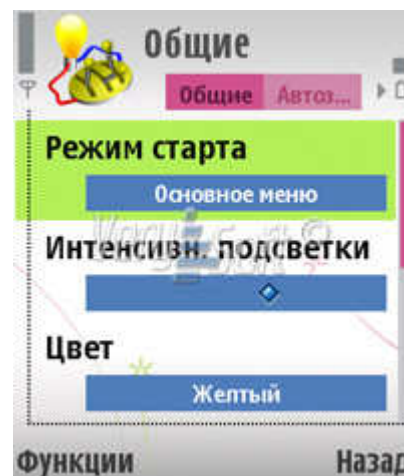 Общие
Общие Автоз...
Режим старта
Основное меню
Интенсивн. подсветки
Цвет
Желтый
Функции Назад